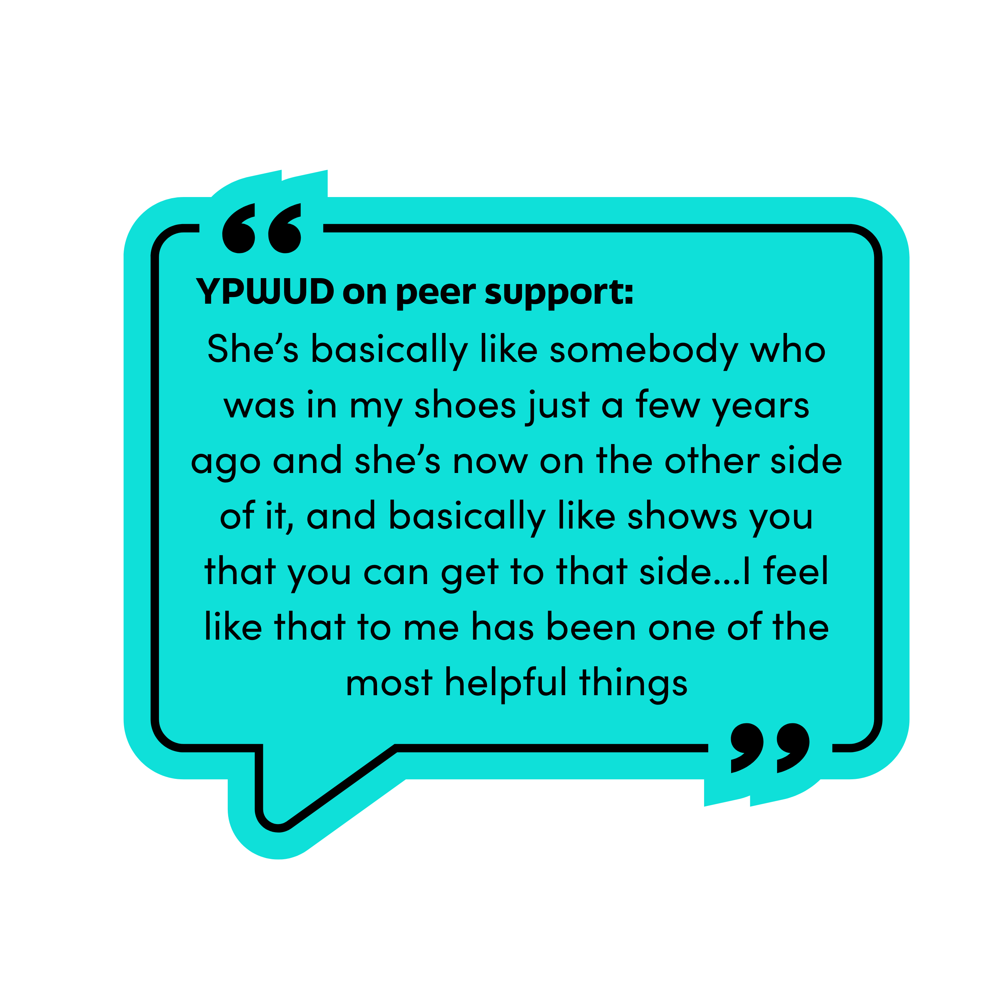 “
YPWUUD on peer support:
She’s basically like somebody who
was in my shoes just a few years
ago and she’s now on the other side
of it, and basically like shows you
that you can get to that side...I feel
like that to me has been one of the
most helpful things
”